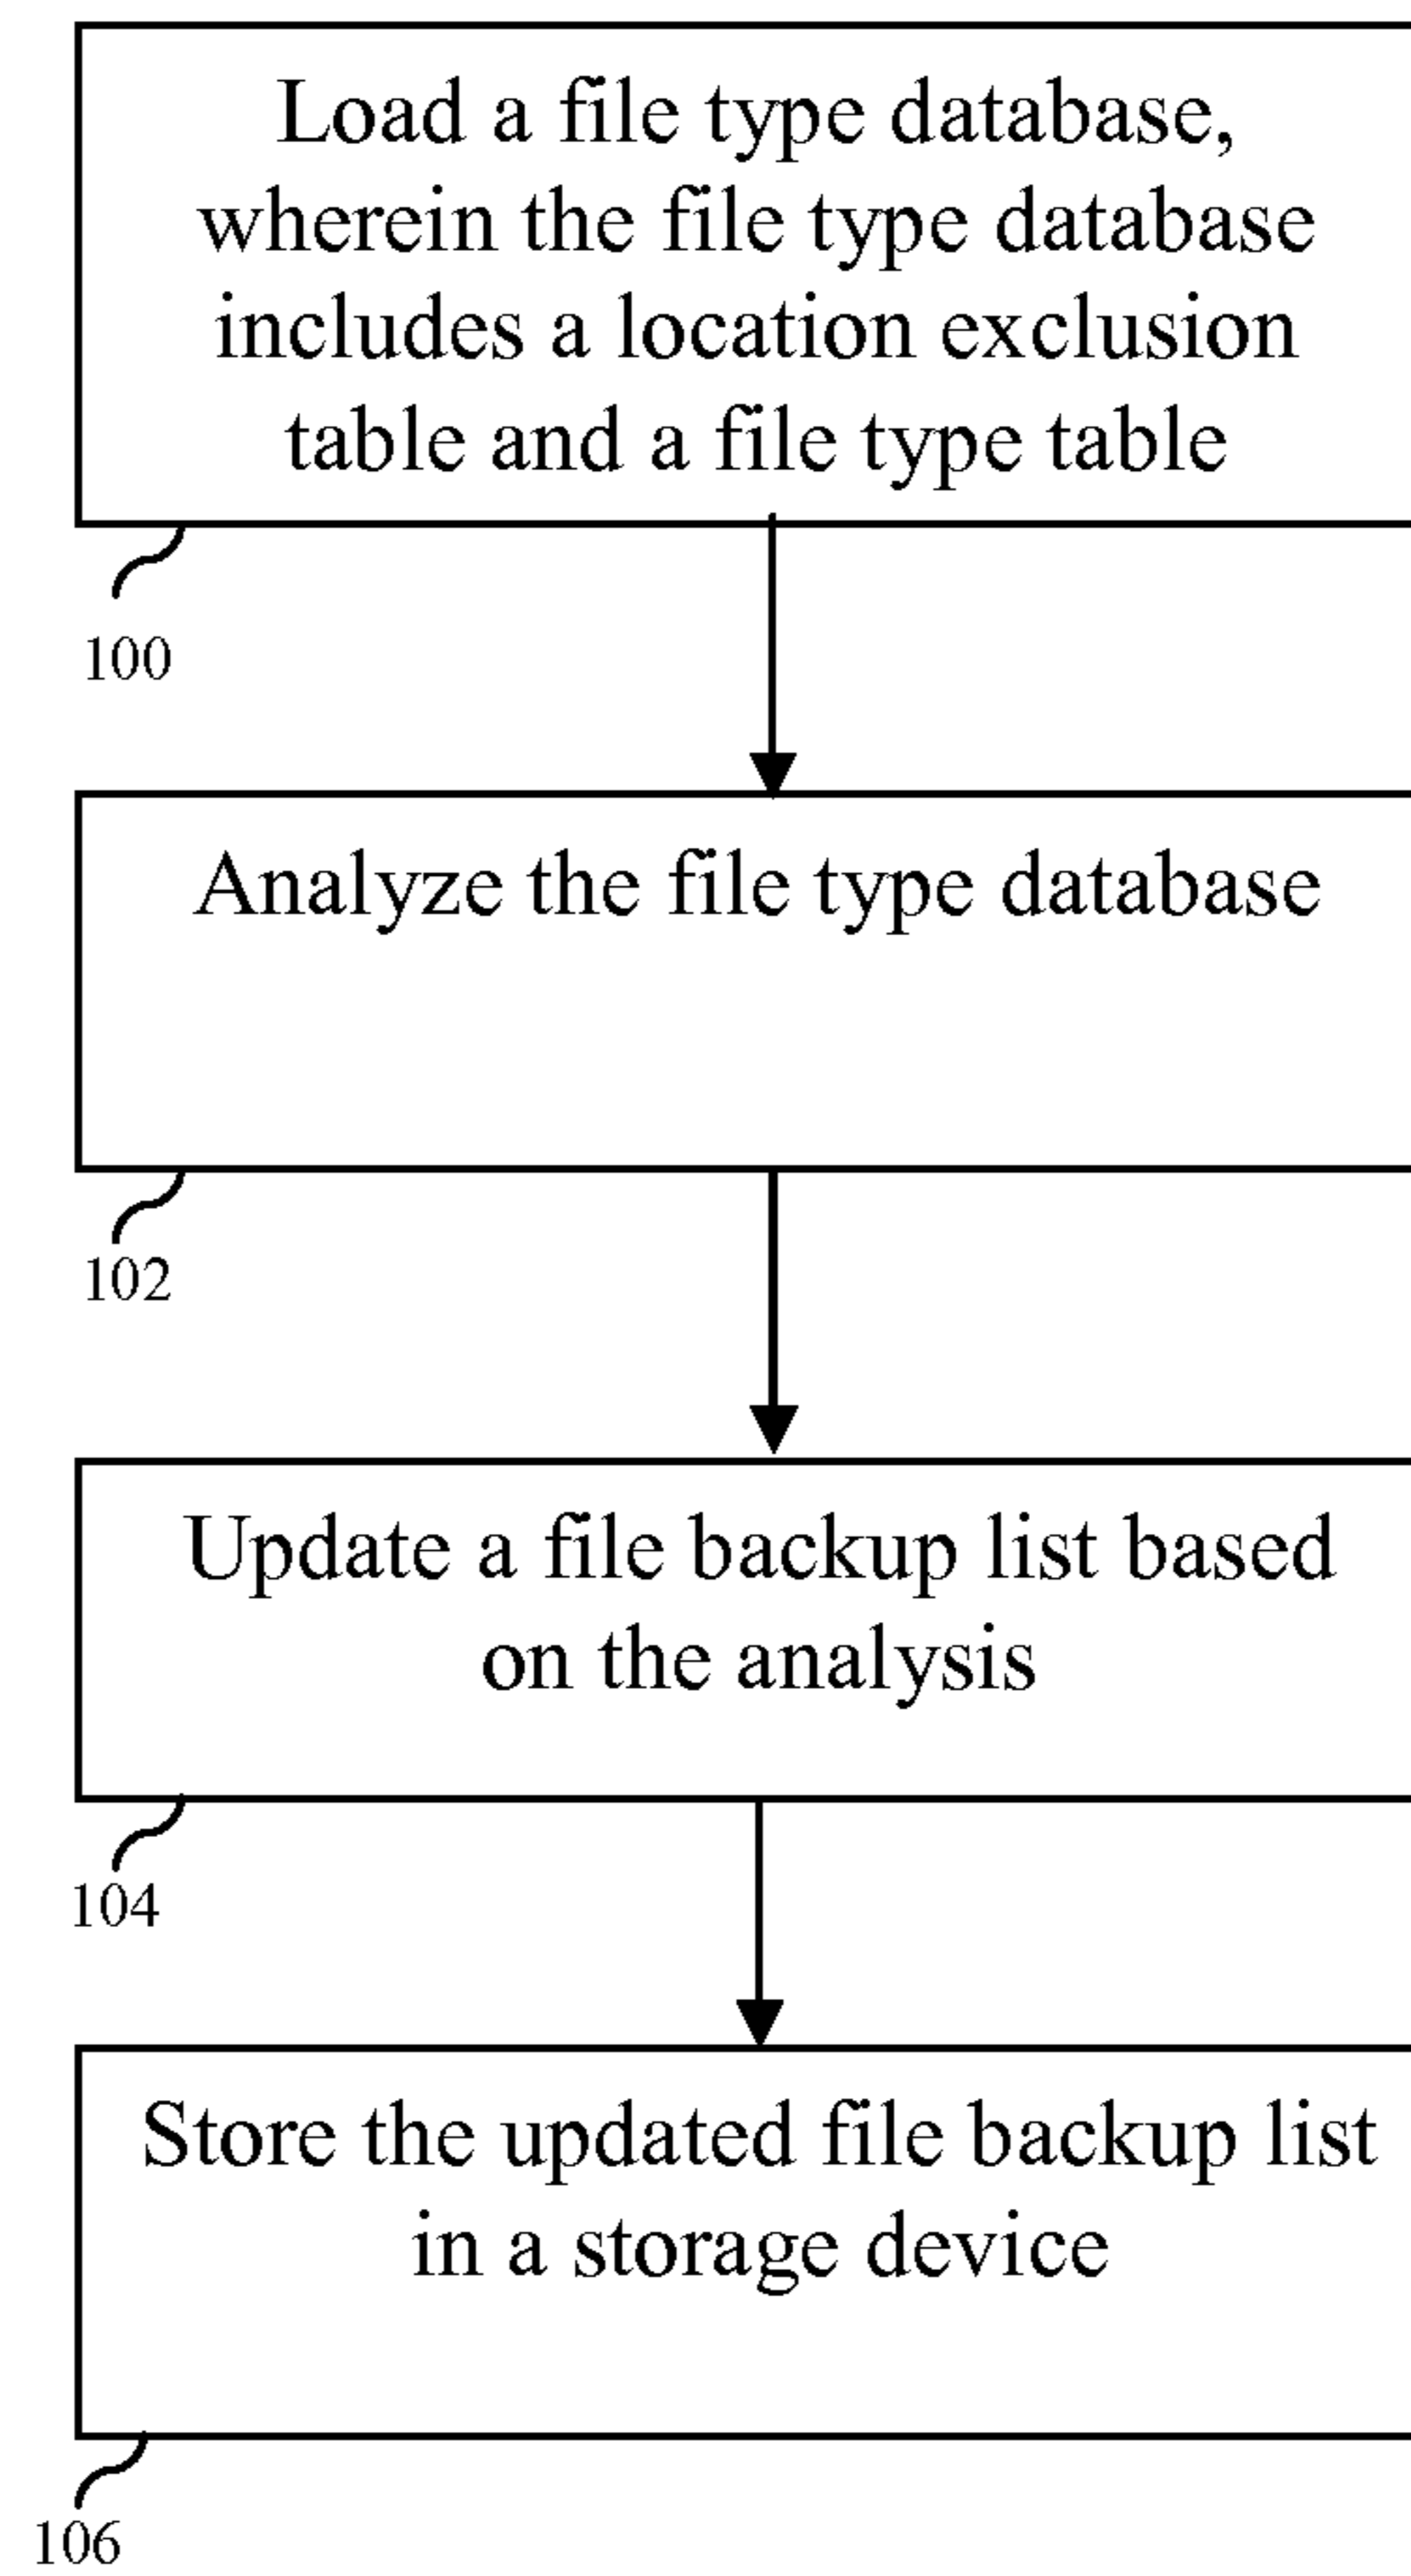 Load a file type database,
wherein the file type database
includes a location exclusion
table and a file type table
100
Analyze the file type database
102
Update a file backup list based
on the analysis
104
Store the updated file backup list
in a storage device
106